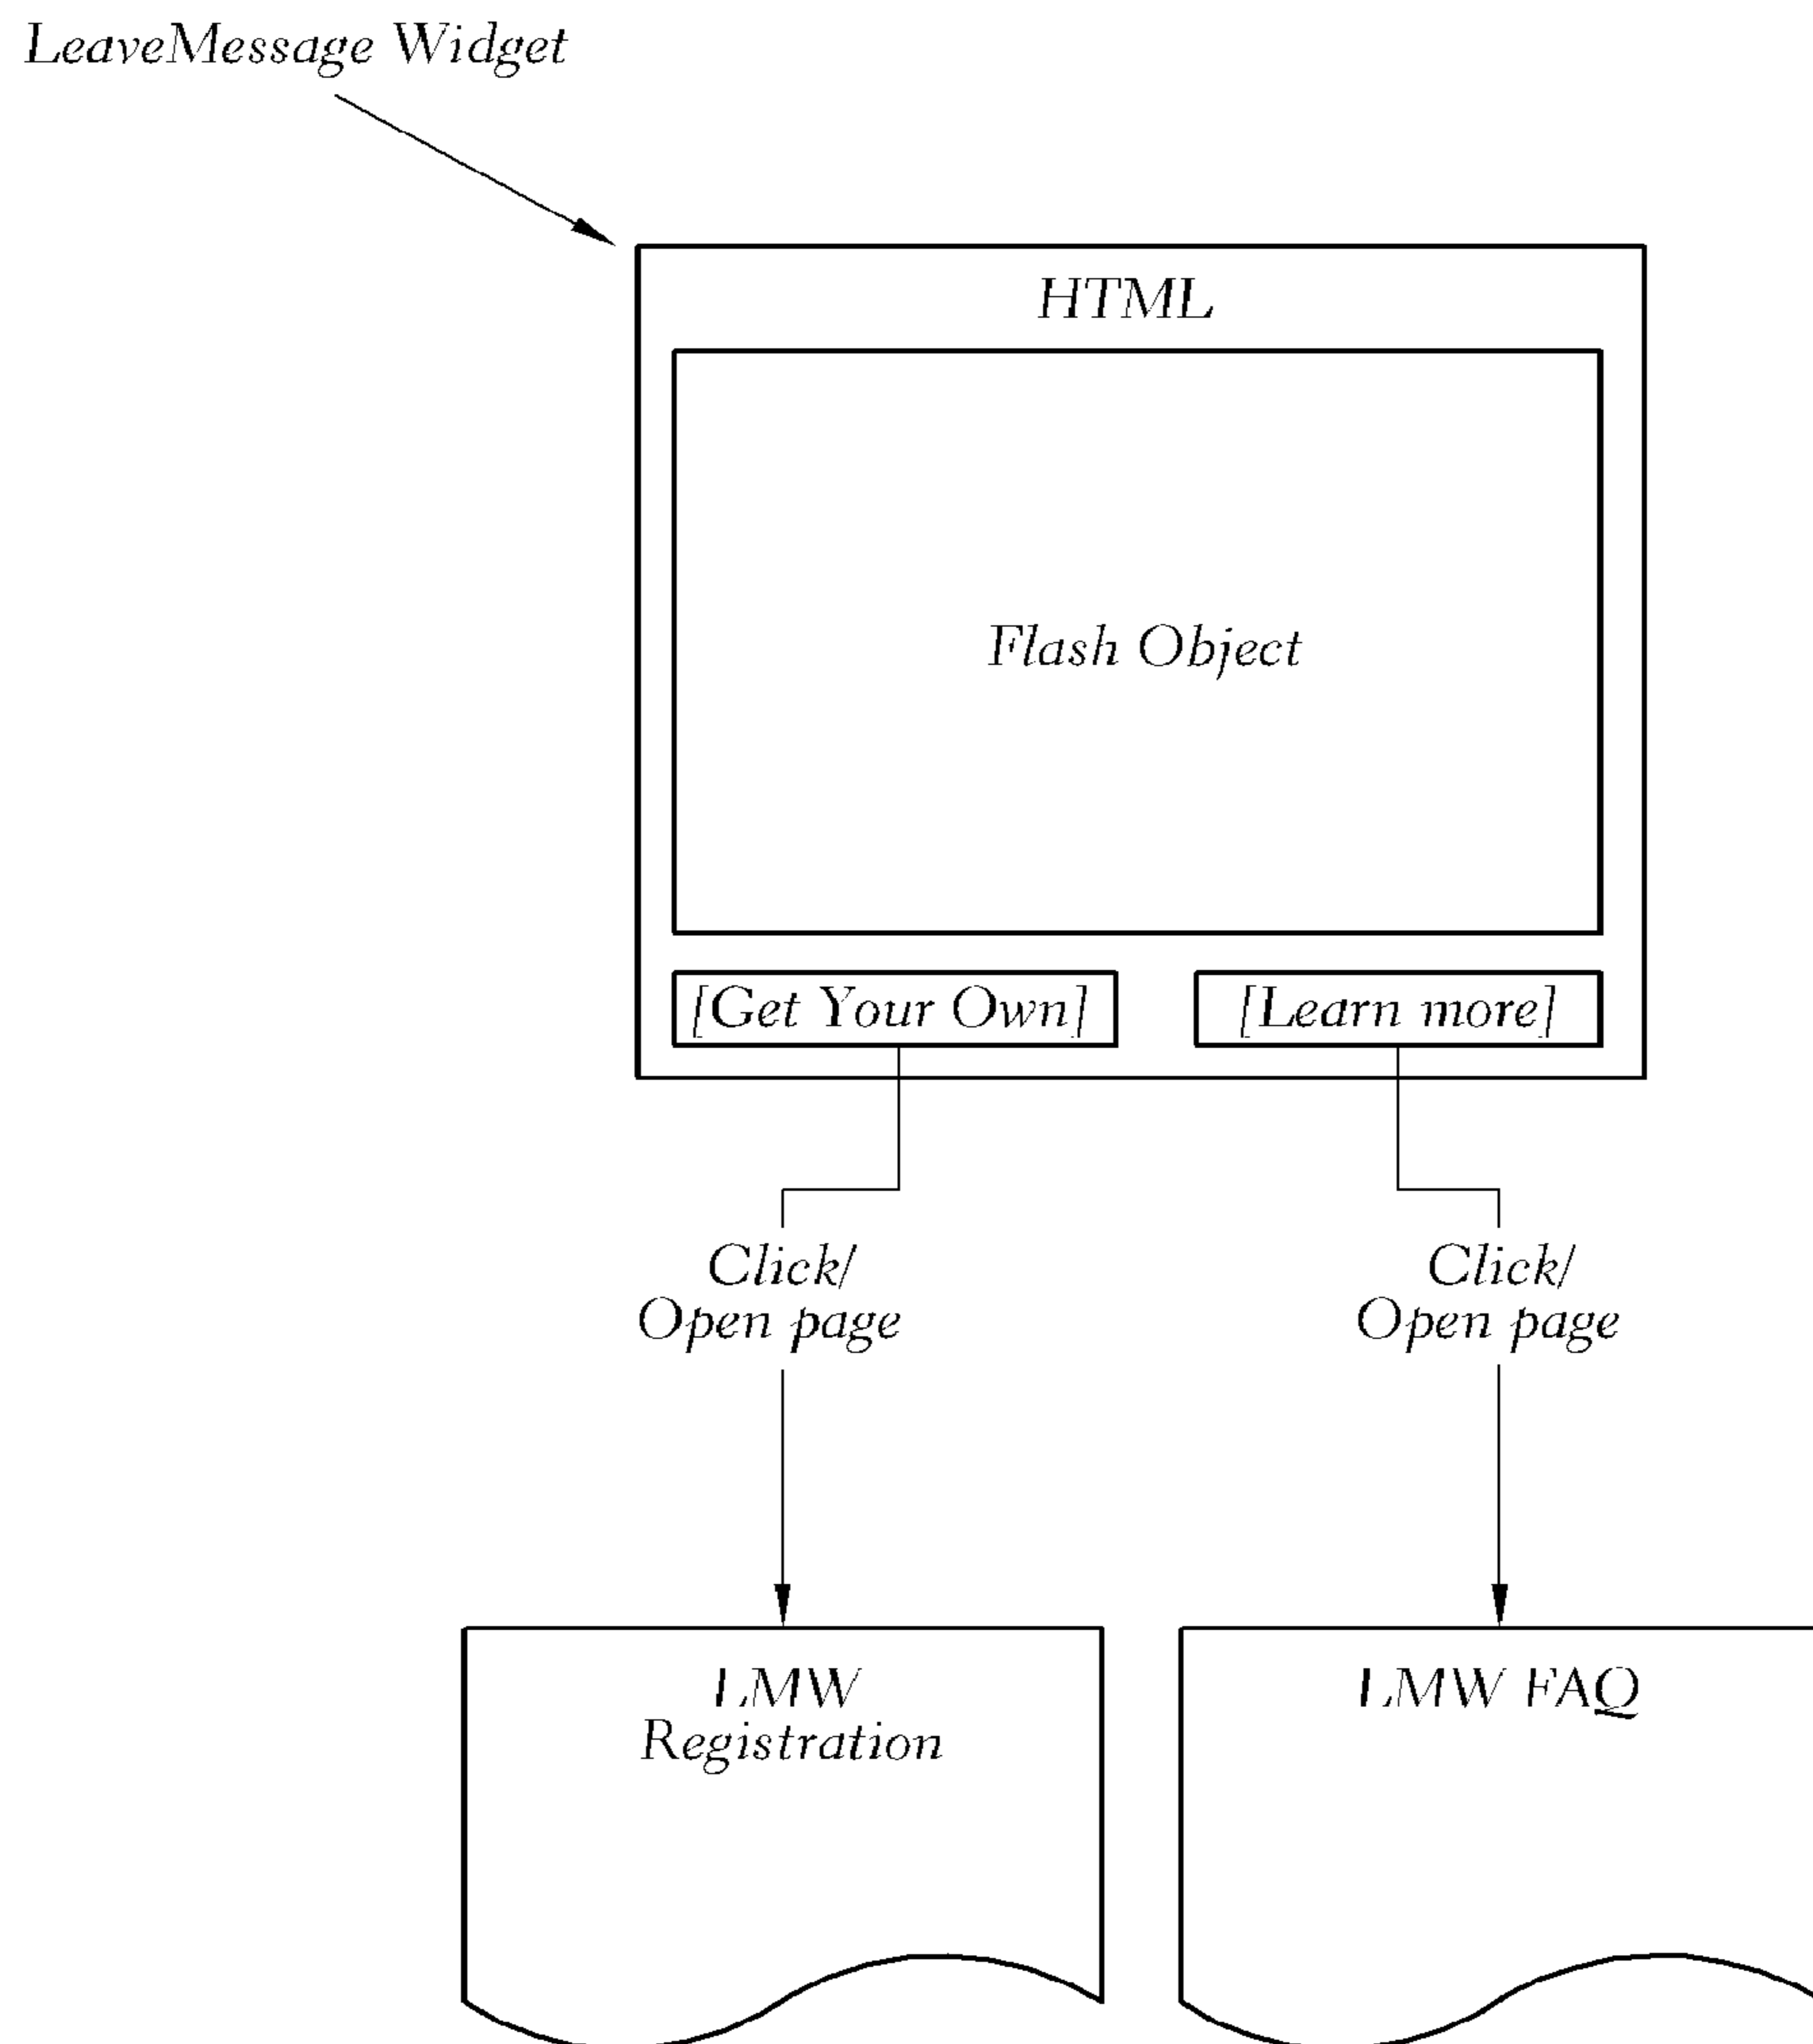 LeaveMessage Widget
HTML
Flash Object
[Get Your Own]
[Learn more]
Click/
Open page
Click/
Open page
LMW
Registration
LMW FAQ